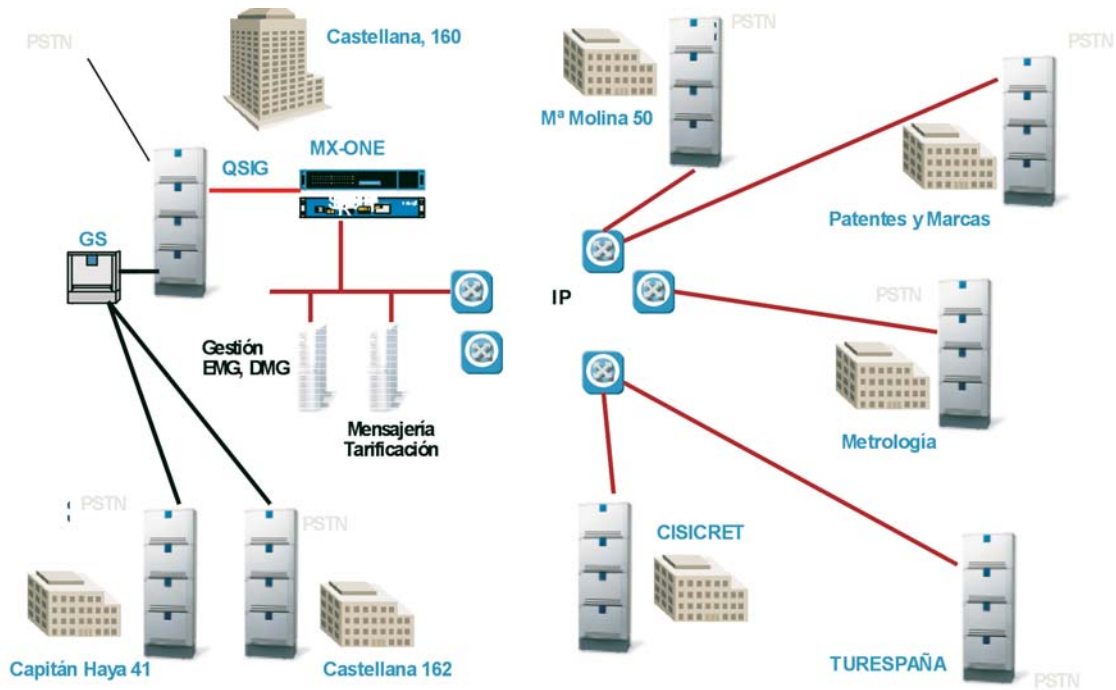 PSTN
Castellana, 160
Mª Molina 50
PSTN
QSIG
MX-ONE
Patentes y Marcas
GS
IP
PSTN
Gestión
EMG, DMG
Mensajería
Tarificación
Metrología
PSTN
PSTN
CISICRET
Capitán Haya 41
Castellana 162
TURESPAÑA
PSTN